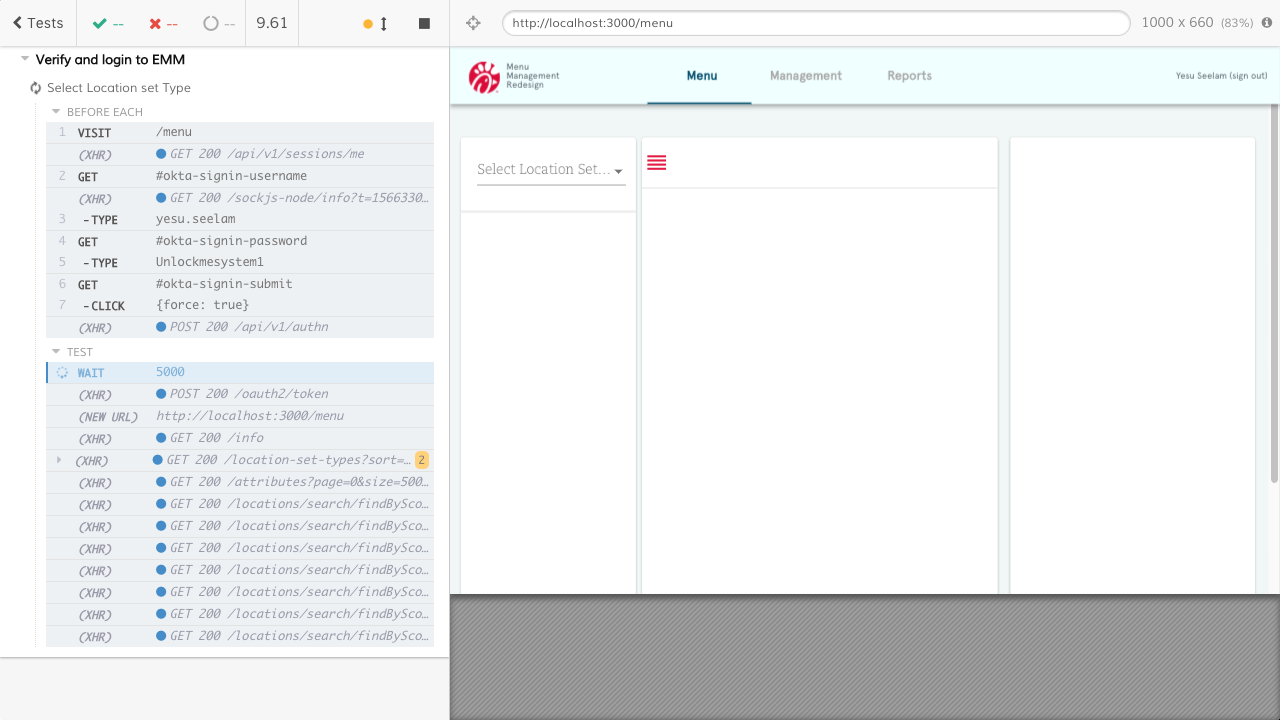 Tests
--
--
--
9.61
http://localhost:3000/menu
1000 x 660 (83%)
Verify and login to EMM
Select Location set Type
BEFORE EACH
1 VISIT /menu
(XHR) GET 200 /api/v1/sessions/me
2 GET #okta-signin-username
(XHR) GET 200 /sockjs-node/info?t=1566330…
3 -TYPE yesu.seelam
4 GET #okta-signin-password
5 -TYPE Unlockmesystem1
6 GET #okta-signin-submit
7 -CLICK {force: true}
(XHR) POST 200 /api/v1/authn
TEST
WAIT 5000
(XHR) POST 200 /oauth2/token
(NEW URL) http://localhost:3000/menu
(XHR) GET 200 /info
(XHR) GET 200 /location-set-types?sort=… 2
(XHR) GET 200 /attributes?page=0&size=500…
(XHR) GET 200 /locations/search/findBySco…
(XHR) GET 200 /locations/search/findBySco…
(XHR) GET 200 /locations/search/findBySco…
(XHR) GET 200 /locations/search/findBySco…
(XHR) GET 200 /locations/search/findBySco…
(XHR) GET 200 /locations/search/findBySco…
(XHR) GET 200 /locations/search/findBySco…
Menu
Management
Redesign
Menu
Management
Reports
Yesu Seelam (sign out)
Select Location Set...